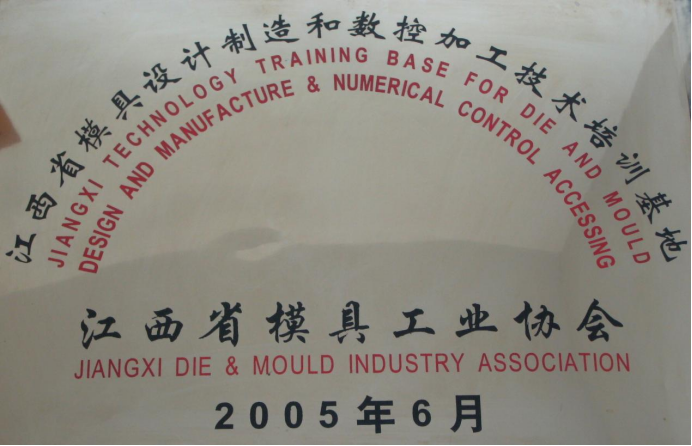 江西省模具设计制造和数控加工技术培训基地
JIANGXI TECHNOLOGY TRAINING BASE FOR DIE AND MOULD
DESIGN AND MANUFACTURE & NUMERICAL CONTROL ACCESSING
江西省模具工业协会
JIANGXI DIE & MOULD INDUSTRY ASSOCIATION
2005年6月